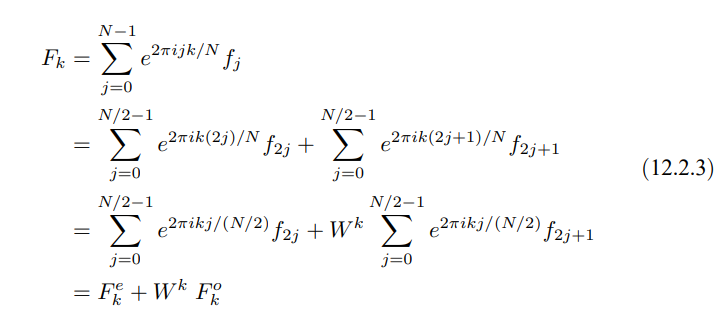 F_k = \sum_{j=0}^{N-1} e^{2\pi ijk/N} f_j
= \sum_{j=0}^{N/2-1} e^{2\pi ik(2j)/N} f_{2j} + \sum_{j=0}^{N/2-1} e^{2\pi ik(2j+1)/N} f_{2j+1}
(12.2.3)
= \sum_{j=0}^{N/2-1} e^{2\pi ikj/(N/2)} f_{2j} + W^k \sum_{j=0}^{N/2-1} e^{2\pi ikj/(N/2)} f_{2j+1}
= F_k^e + W^k F_k^o